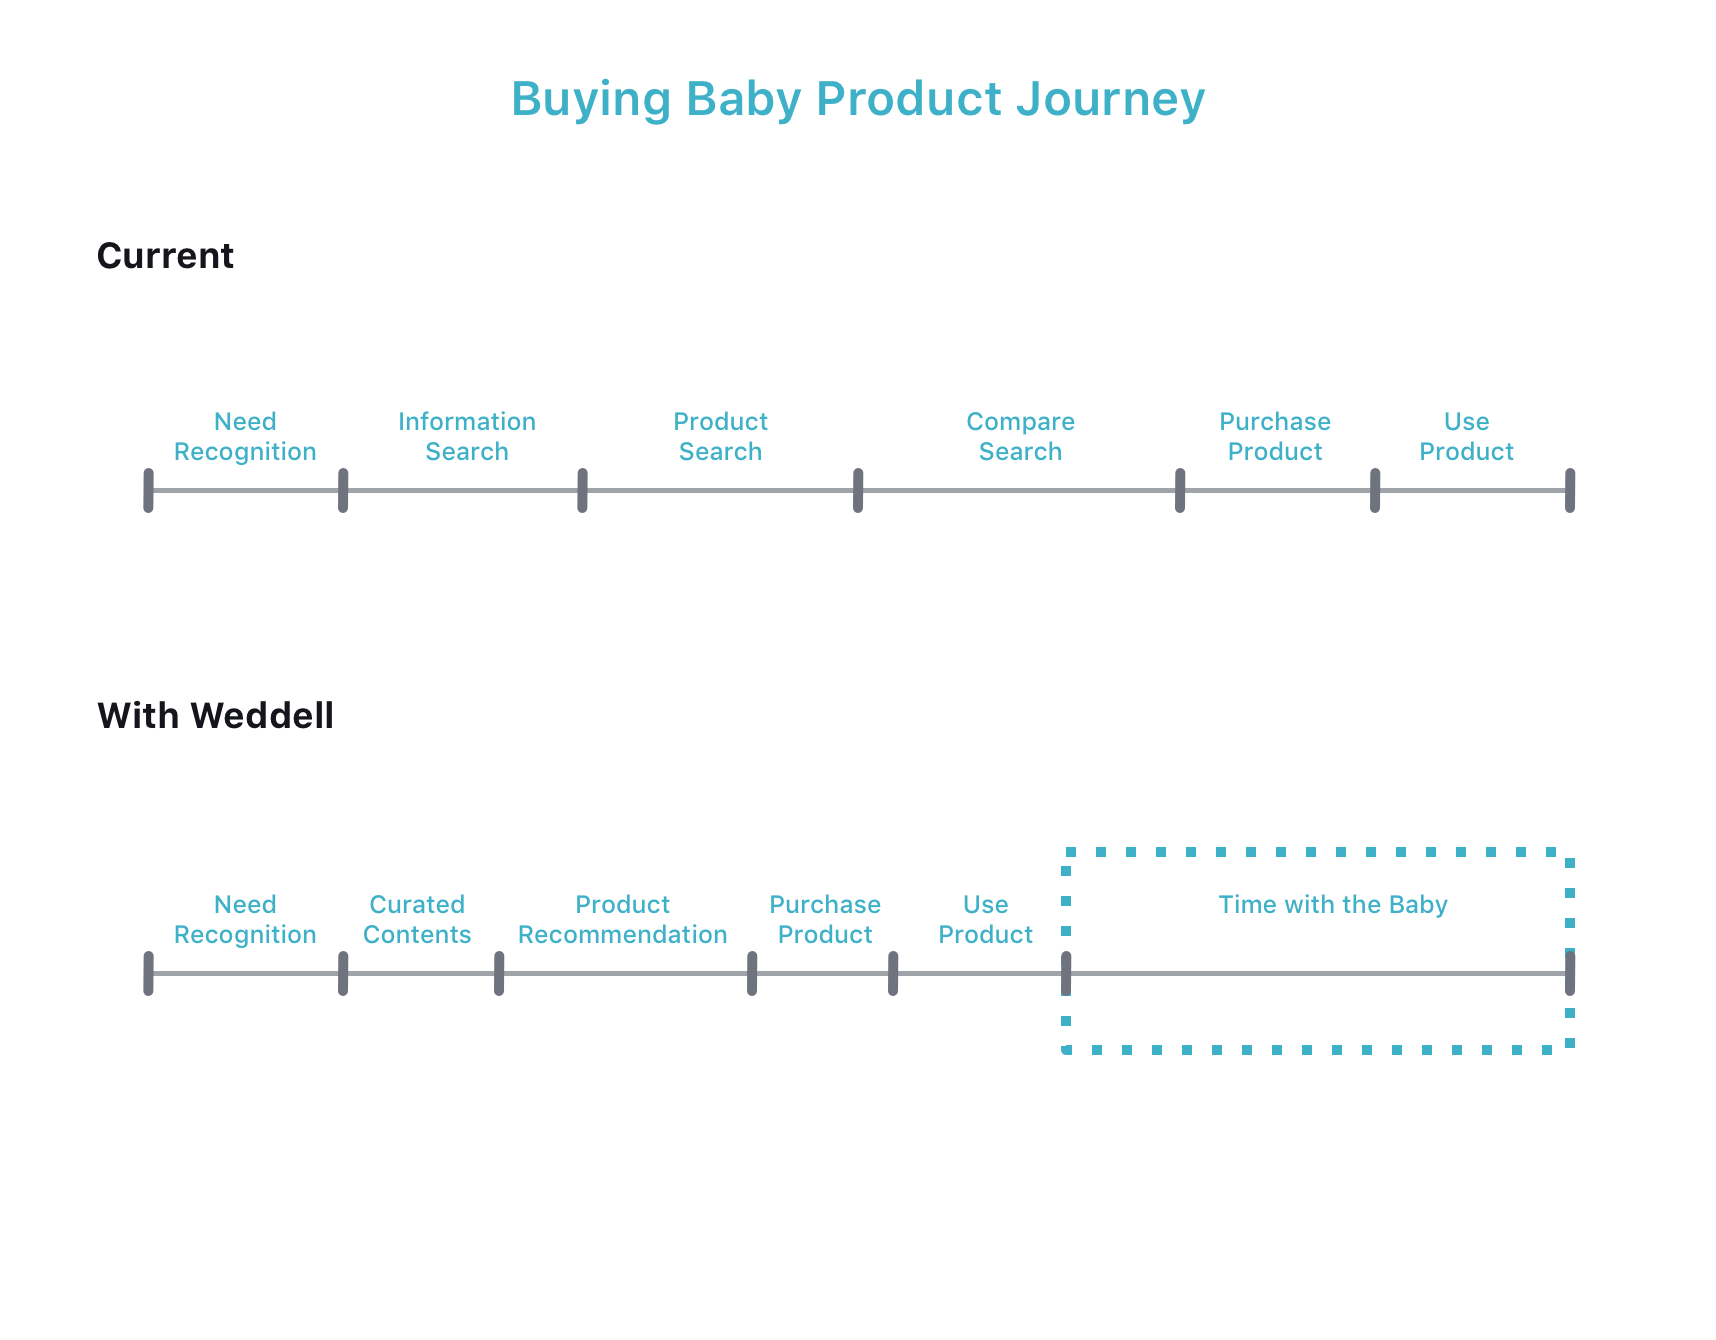 Buying Baby Product Journey
Current
Need
Recognition
Information
Search
Product
Search
Compare
Search
Purchase
Product
Use
Product
With Weddell
Need
Recognition
Curated
Contents
Product
Recommendation
Purchase
Product
Use
Product
Time with the Baby